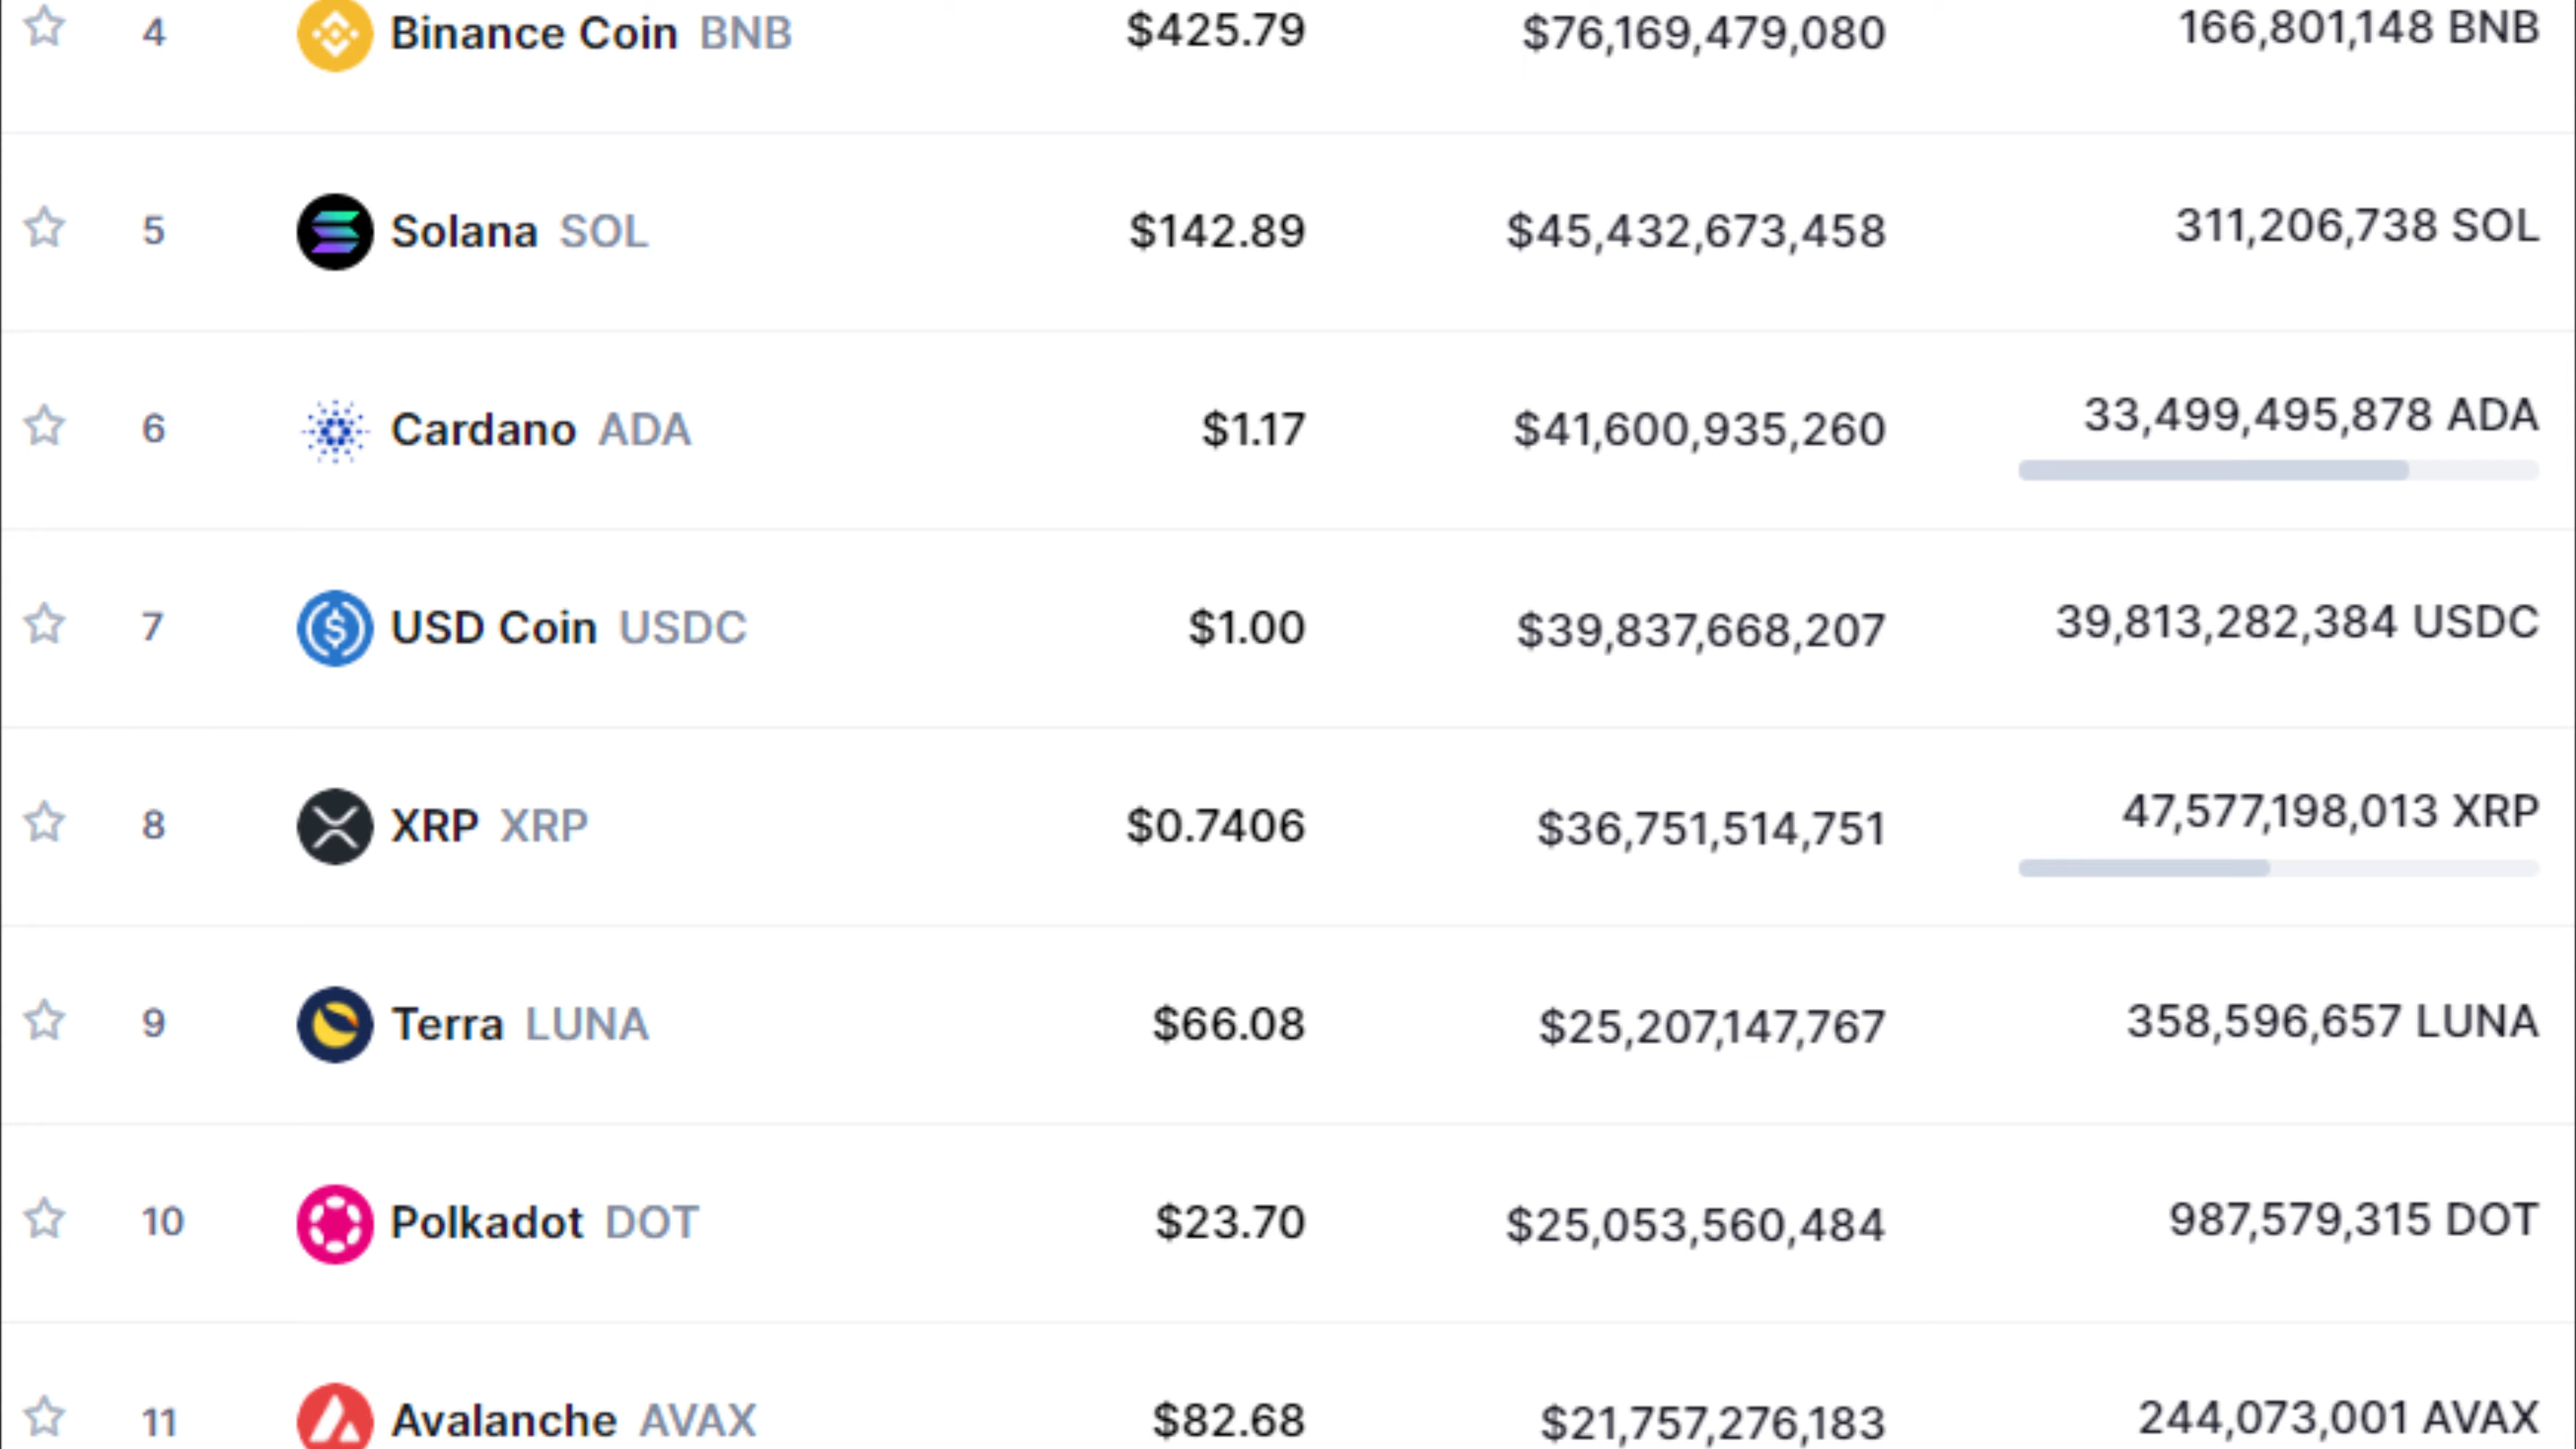 4 Binance Coin BNB $425.79 $76,169,479,080 166,801,148 BNB
5 Solana SOL $142.89 $45,432,673,458 311,206,738 SOL
6 Cardano ADA $1.17 $41,600,935,260 33,499,495,878 ADA
7 USD Coin USDC $1.00 $39,837,668,207 39,813,282,384 USDC
8 XRP XRP $0.7406 $36,751,514,751 47,577,198,013 XRP
9 Terra LUNA $66.08 $25,207,147,767 358,596,657 LUNA
10 Polkadot DOT $23.70 $25,053,560,484 987,579,315 DOT
11 Avalanche AVAX $82.68 $21,757,276,183 244,073,001 AVAX